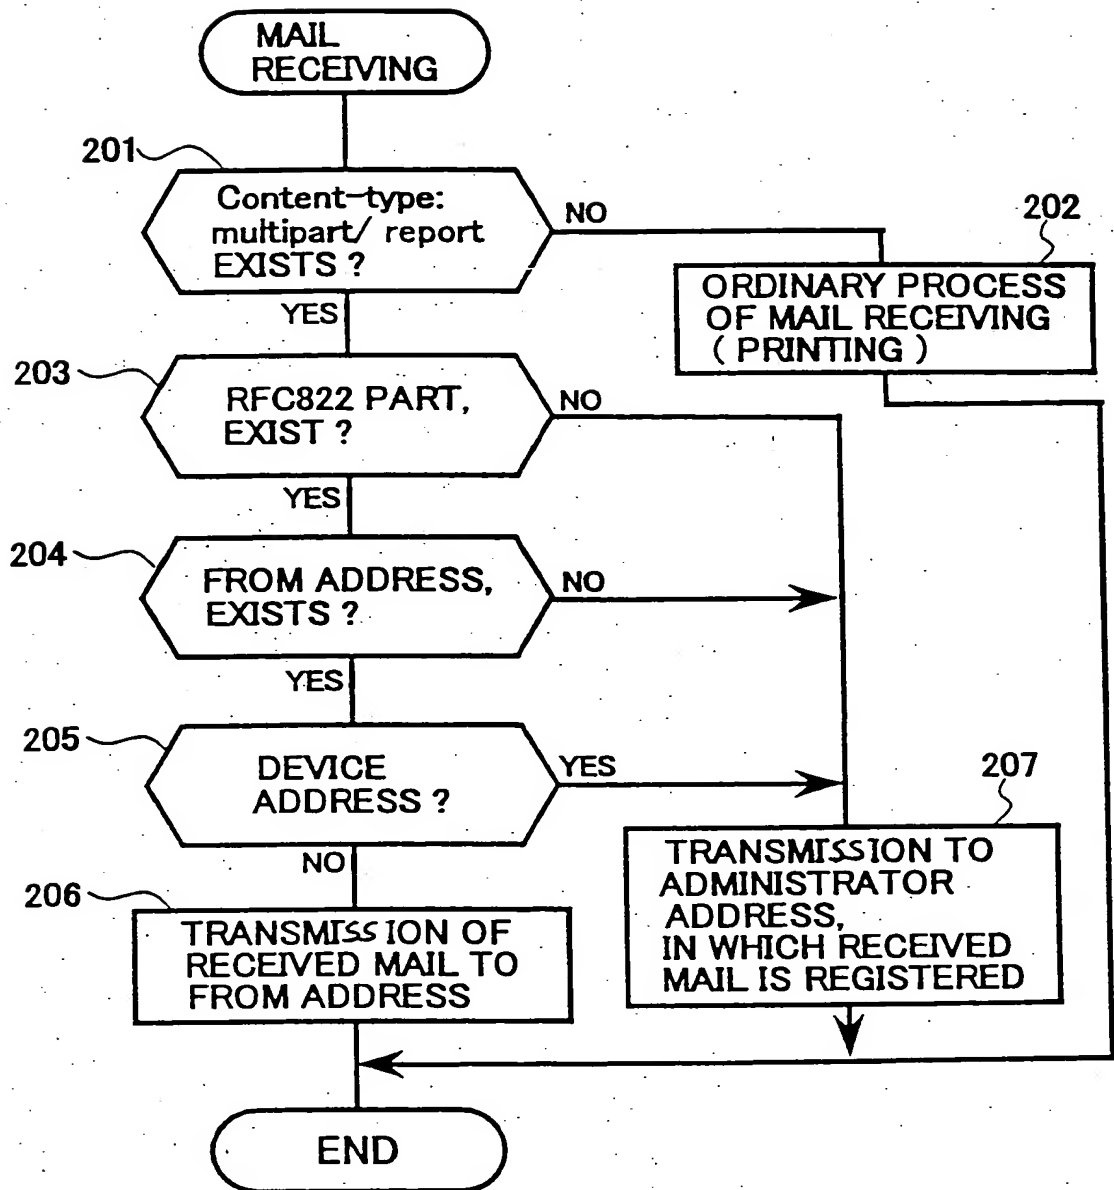 MAIL
RECEIVING
201
Content-type:
multipart/ report
EXISTS ?
NO
YES
202
ORDINARY PROCESS
OF MAIL RECEIVING
( PRINTING )
203
RFC822 PART,
EXIST ?
NO
YES
204
FROM ADDRESS,
EXISTS ?
NO
YES
205
DEVICE
ADDRESS ?
YES
NO
206
TRANSMISSION OF
RECEIVED MAIL TO
FROM ADDRESS
207
TRANSMISSION TO
ADMINISTRATOR
ADDRESS,
IN WHICH RECEIVED
MAIL IS REGISTERED
END